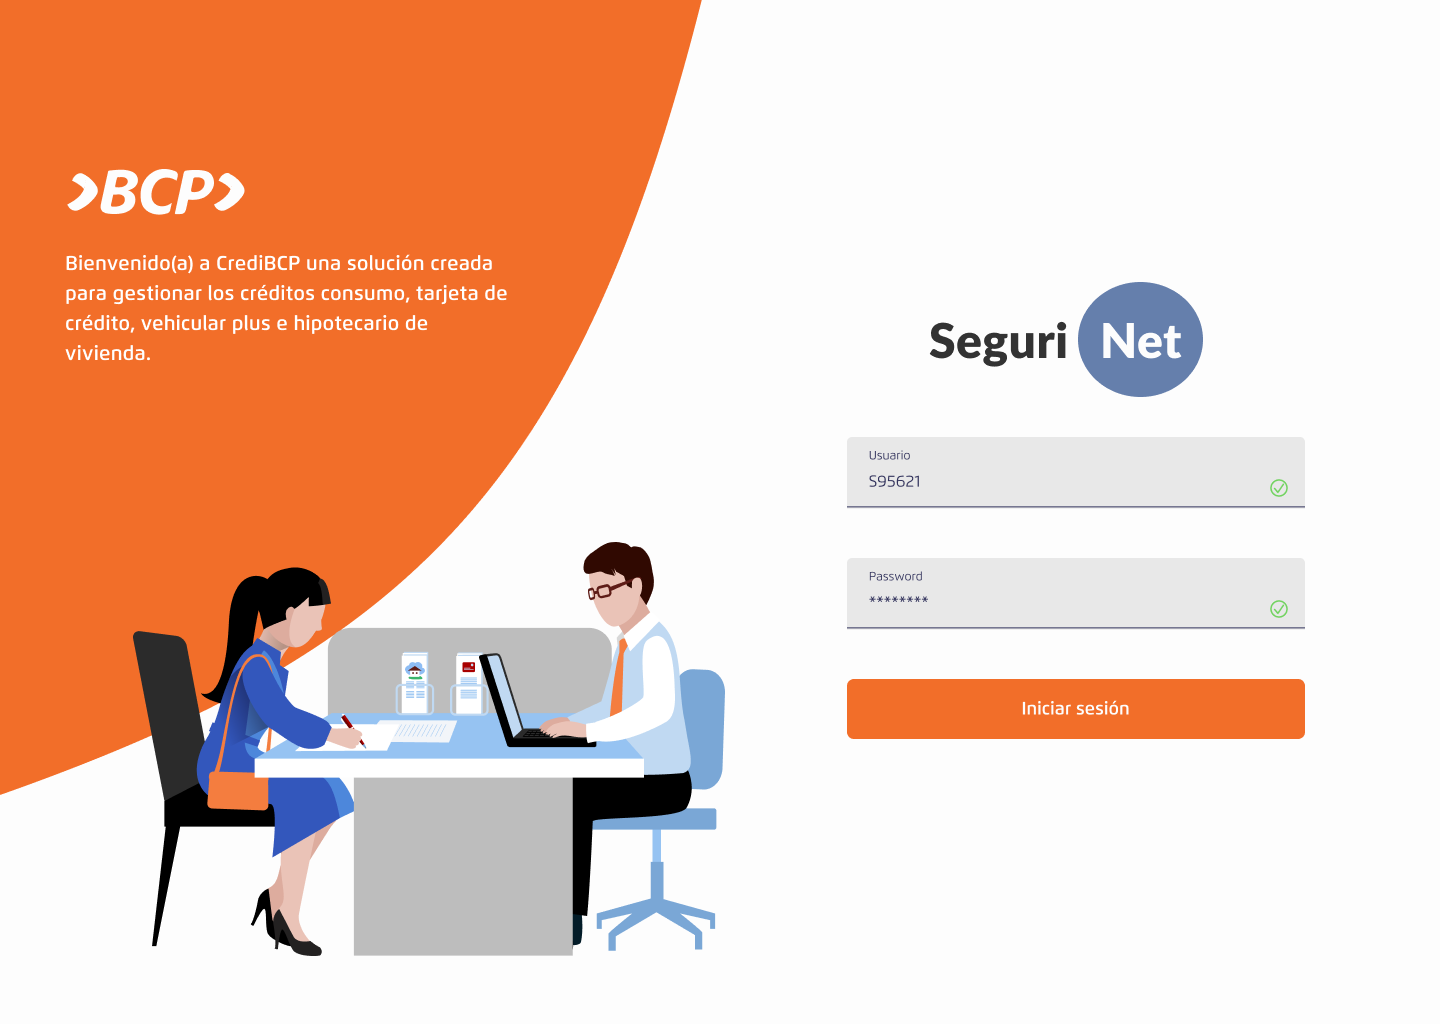 BCP
Bienvenido(a) a CrediBCP una solución creada
para gestionar los créditos consumo, tarjeta de
crédito, vehicular plus e hipotecario de
vivienda.
Seguri Net
Usuario
S95621
Password
********
Iniciar sesión